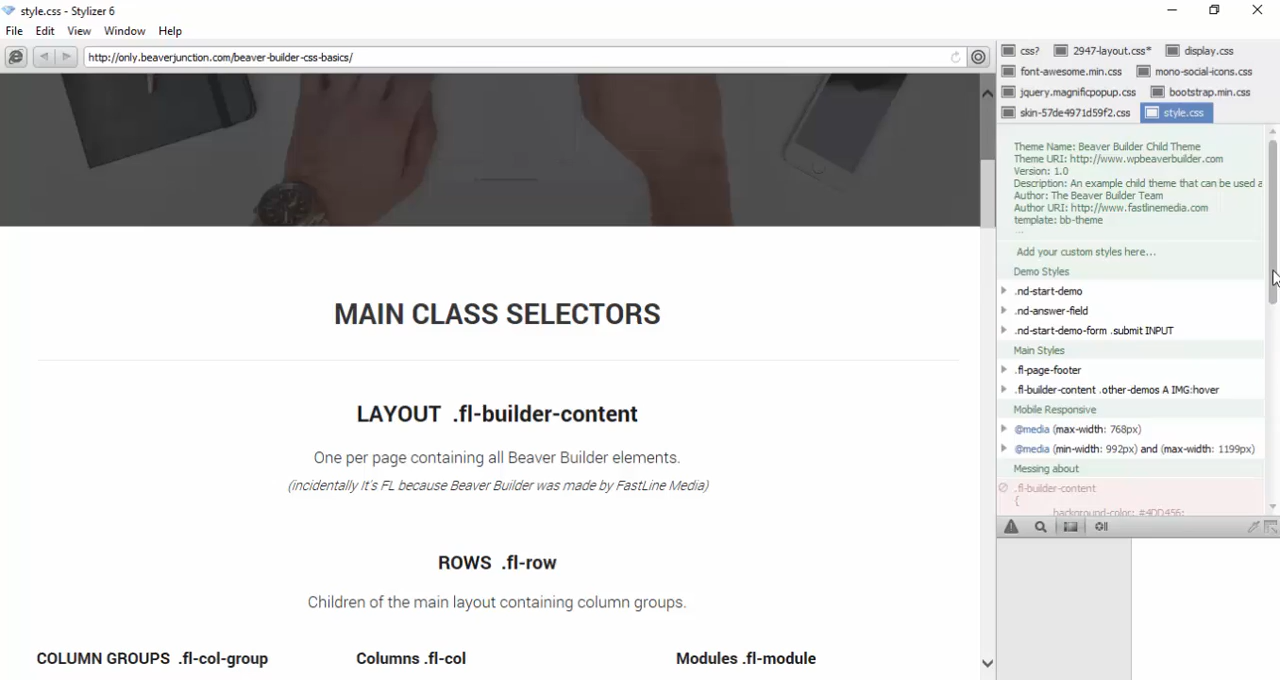 style.css - Stylizer 6
File Edit View Window Help
http://only.beaverjunction.com/beaver-builder-css-basics/
css? 2947-layout.css* display.css
font-awesome.min.css mono-social-icons.css
jquery.magnificpopup.css bootstrap.min.css
skin-57de4971d59f2.css style.css
Theme Name: Beaver Builder Child Theme
Theme URI: http://www.wpbeaverbuilder.com
Version: 1.0
Description: An example child theme that can be used a
Author: The Beaver Builder Team
Author URI: http://www.fastlinemedia.com
template: bb-theme
...
Add your custom styles here...
Demo Styles
.nd-start-demo
.nd-answer-field
.nd-start-demo-form .submit INPUT
Main Styles
.fl-page-footer
.fl-builder-content .other-demos A IMG:hover
Mobile Responsive
@media (max-width: 768px)
@media (min-width: 992px) and (max-width: 1199px)
Messing about
.fl-builder-content
{
background-color: #4DD456;
MAIN CLASS SELECTORS
LAYOUT .fl-builder-content
One per page containing all Beaver Builder elements.
(incidentally It's FL because Beaver Builder was made by FastLine Media)
ROWS .fl-row
Children of the main layout containing column groups.
COLUMN GROUPS .fl-col-group Columns .fl-col Modules .fl-module